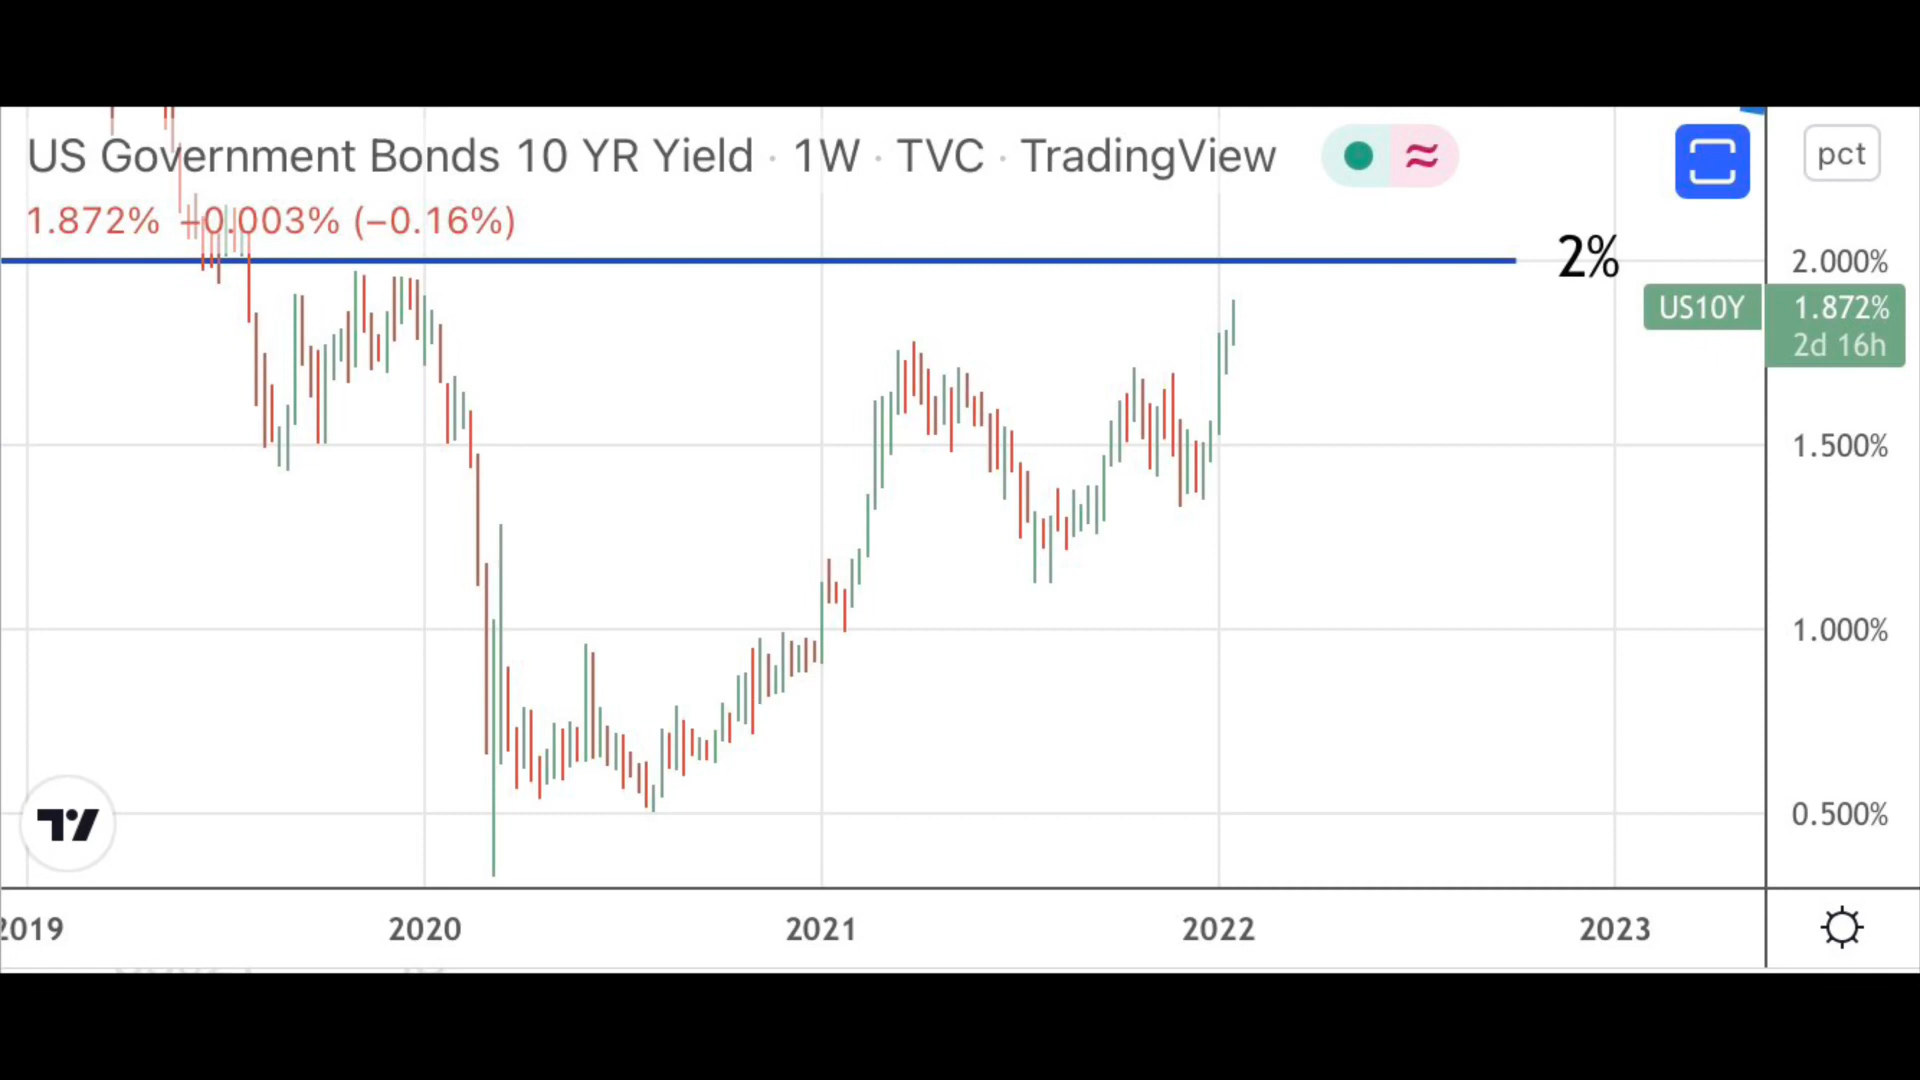 US Government Bonds 10 YR Yield · 1W · TVC · TradingView
pct
1.872% −0.003% (−0.16%)
2%
2.000%
US10Y 1.872%
2d 16h
1.500%
1.000%
0.500%
2019 2020 2021 2022 2023